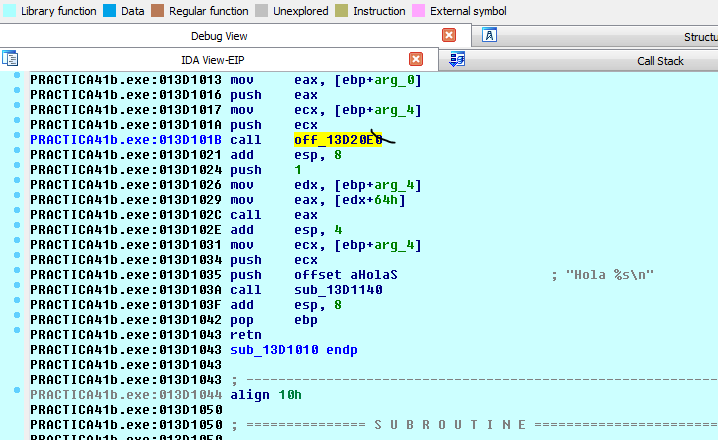 Library function Data Regular function Unexplored Instruction External symbol
Debug View Structu
IDA View-EIP Call Stack
PRACTICA41b.exe:013D1013 mov eax, [ebp+arg_0]
PRACTICA41b.exe:013D1016 push eax
PRACTICA41b.exe:013D1017 mov ecx, [ebp+arg_4]
PRACTICA41b.exe:013D101A push ecx
PRACTICA41b.exe:013D101B call off_13D20E0
PRACTICA41b.exe:013D1021 add esp, 8
PRACTICA41b.exe:013D1024 push 1
PRACTICA41b.exe:013D1026 mov edx, [ebp+arg_4]
PRACTICA41b.exe:013D1029 mov eax, [edx+64h]
PRACTICA41b.exe:013D102C call eax
PRACTICA41b.exe:013D102E add esp, 4
PRACTICA41b.exe:013D1031 mov ecx, [ebp+arg_4]
PRACTICA41b.exe:013D1034 push ecx
PRACTICA41b.exe:013D1035 push offset aHolaS ; "Hola %s\n"
PRACTICA41b.exe:013D103A call sub_13D1140
PRACTICA41b.exe:013D103F add esp, 8
PRACTICA41b.exe:013D1042 pop ebp
PRACTICA41b.exe:013D1043 retn
PRACTICA41b.exe:013D1043 sub_13D1010 endp
PRACTICA41b.exe:013D1043
PRACTICA41b.exe:013D1043 ; ---------------------------------------------------------
PRACTICA41b.exe:013D1044 align 10h
PRACTICA41b.exe:013D1050
PRACTICA41b.exe:013D1050 ; =============== S U B R O U T I N E =======================